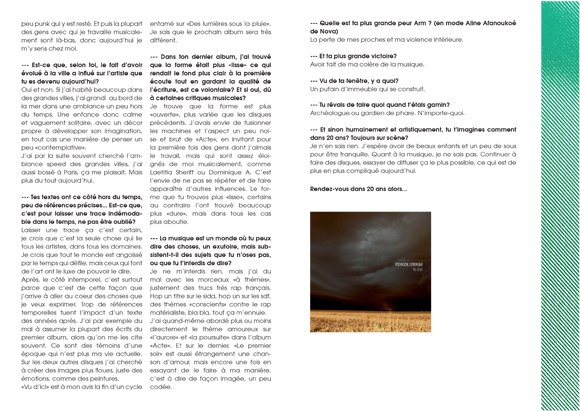 peu punk qui y est resté. Et puis la plupart
des gens avec qui je travaille musicale-
ment sont là-bas, donc aujourd'hui je
m'y sens chez moi.
--- Est-ce que, selon toi, le fait d'avoir
évolué à la ville a influé sur l'artiste que
tu es devenu aujourd'hui?
Oui et non. Si j'ai habité beaucoup dans
des grandes villes, j'ai grandi au bord de
la mer dans une ambiance un peu hors
du temps. Une enfance donc calme
et vaguement solitaire, avec un décor
propre à développer son imagination,
en tout cas une manière de penser un
peu «contemplative».
J'ai par la suite souvent cherché l'am-
biance speed des grandes villes, j'ai
aussi bossé à Paris, ça me plaisait. Mais
plus du tout aujourd'hui.
--- Tes textes ont ce côté hors du temps,
peu de références précises... Est-ce que,
c'est pour laisser une trace indémoda-
ble dans le temps, ne pas être oublié?
Laisser une trace ça c'est certain,
je crois que c'est la seule chose qui lie
tous les artistes, dans tous les domaines.
Je crois que tout le monde est angoissé
par le temps qui défile, mais ceux qui font
de l'art ont le luxe de pouvoir le dire.
Après, le côté intemporel, c'est surtout
parce que c'est de cette façon que
j'arrive à aller au coeur des choses que
je veux exprimer. Trop de références
temporelles tuent l'impact d'un texte
des années après. J'ai par exemple du
mal à assumer la plupart des écrits du
premier album, alors qu'on me les cite
souvent. Ce sont des témoins d'une
époque qui n'est plus ma vie actuelle.
Sur les deux autres disques j'ai cherché
à créer des images plus floues, juste des
émotions, comme des peintures.
«Vu d'ici» est à mon avis la fin d'un cycle
entamé sur «Des lumières sous la pluie».
Je sais que le prochain album sera très
différent.
--- Dans ton dernier album, j'ai trouvé
que la forme était plus «lisse» ce qui
rendait le fond plus clair à la première
écoute tout en gardant la qualité de
l'écriture, est ce volontaire? Et si oui, dû
à certaines critiques musicales?
Je trouve que la forme est plus
«ouverte», plus variée que les disques
précédents. J'avais envie de fusionner
les machines et l'aspect un peu noi-
se et brut de «Acte», en invitant pour
la première fois des gens dont j'aimais
le travail, mais qui sont assez éloi-
gnés de moi musicalement, comme
Laetitia Sheriff ou Dominique A. C'est
l'envie de ne pas se répéter et de faire
apparaître d'autres influences. Le for-
me que tu trouves plus «lisse», certains
au contraire l'ont trouvé beaucoup
plus «dure», mais dans tous les cas
plus aboutie.
--- La musique est un monde où tu peux
dire des choses, un exutoire, mais sub-
sistent-t-il des sujets que tu n'oses pas,
ou que tu t'interdis de dire?
Je ne m'interdis rien, mais j'ai du
mal avec les morceaux «à thèmes»,
justement des trucs très rap français.
Hop un titre sur le sida, hop un sur les sdf,
des thèmes «conscients» contre le rap
matérialiste, bla bla, tout ça m'ennuie.
J'ai quand-même abordé plus ou moins
directement le thème amoureux sur
«l'aurore» et «la poursuite» dans l'album
«Acte». Et sur le dernier, «Le premier
soir» est aussi étrangement une chan-
son d'amour, mais encore une fois en
essayant de le faire à ma manière,
c'est à dire de façon imagée, un peu
codée.
--- Quelle est ta plus grande peur Arm ? (en mode Aline Afanoukoé
de Nova)
La perte de mes proches et ma violence intérieure.
--- Et ta plus grande victoire?
Avoir fait de ma colère de la musique.
--- Vu de ta fenêtre, y a quoi?
Un putain d'immeuble qui se construit.
--- Tu rêvais de faire quoi quand t'étais gamin?
Archéologue ou gardien de phare. N'importe-quoi.
--- Et sinon humainement et artistiquement, tu t'imagines comment
dans 20 ans? Toujours sur scène?
Je n'en sais rien. J'espère avoir de beaux enfants et un peu de sous
pour être tranquille. Quant à la musique, je ne sais pas. Continuer à
faire des disques, essayer de diffuser ça le plus possible, ce qui est de
plus en plus compliqué aujourd'hui.
Rendez-vous dans 20 ans alors...